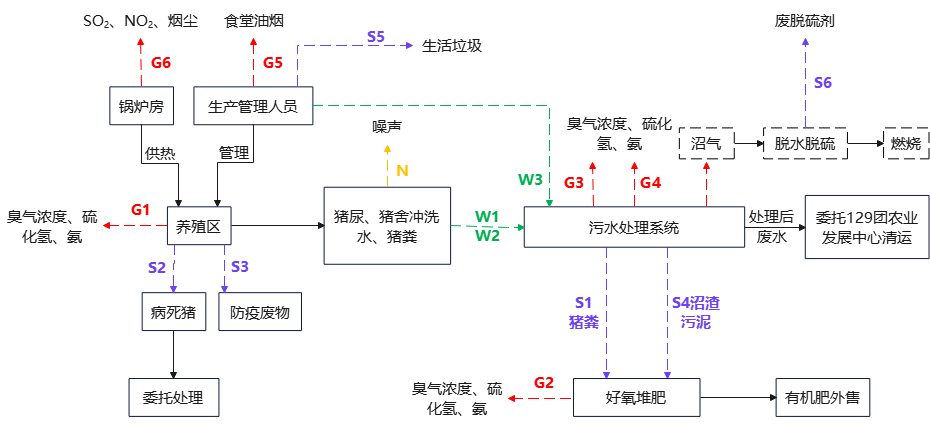 SO₂、NO₂、烟尘
食堂油烟
废脱硫剂
S5
生活垃圾
G6
G5
S6
锅炉房
生产管理人员
噪声
臭气浓度、硫化
氢、氨
沼气
脱水脱硫
燃烧
供热
管理
N
W3
G3
G4
臭气浓度、硫
化氢、氨
G1
养殖区
猪尿、猪舍冲洗
水、猪粪
W1
W2
污水处理系统
处理后
废水
委托129团农业
发展中心清运
S2
S3
病死猪
防疫废物
S1
猪粪
S4沼渣
污泥
委托处理
臭气浓度、硫
化氢、氨
G2
好氧堆肥
有机肥外售